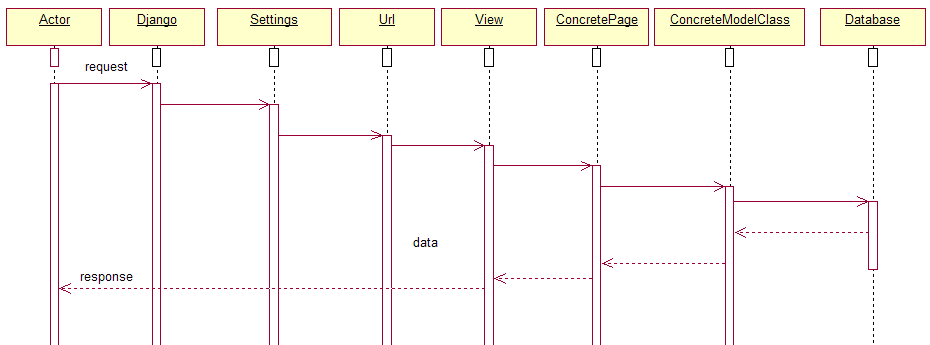 Actor
Django
Settings
Url
View
ConcretePage
ConcreteModelClass
Database
request
data
response